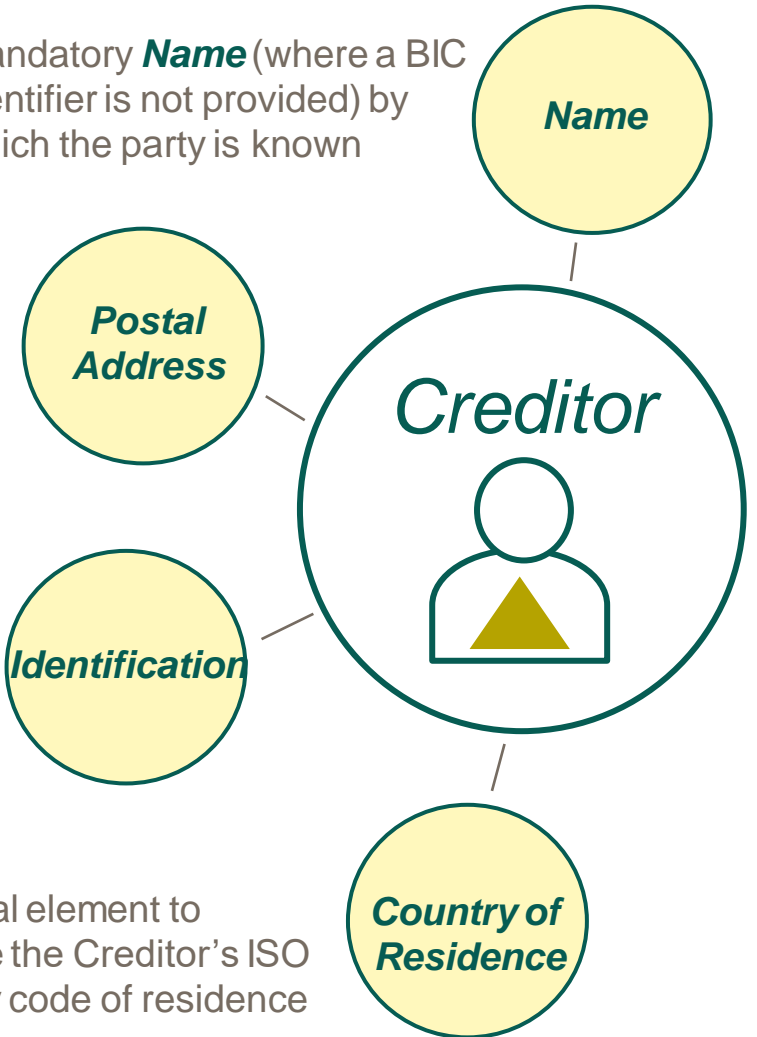 andatory Name (where a BIC
entifier is not provided) by
hich the party is known
Name
Postal
Address
Creditor
Identification
al element to
e the Creditor's ISO
y code of residence
Country of
Residence